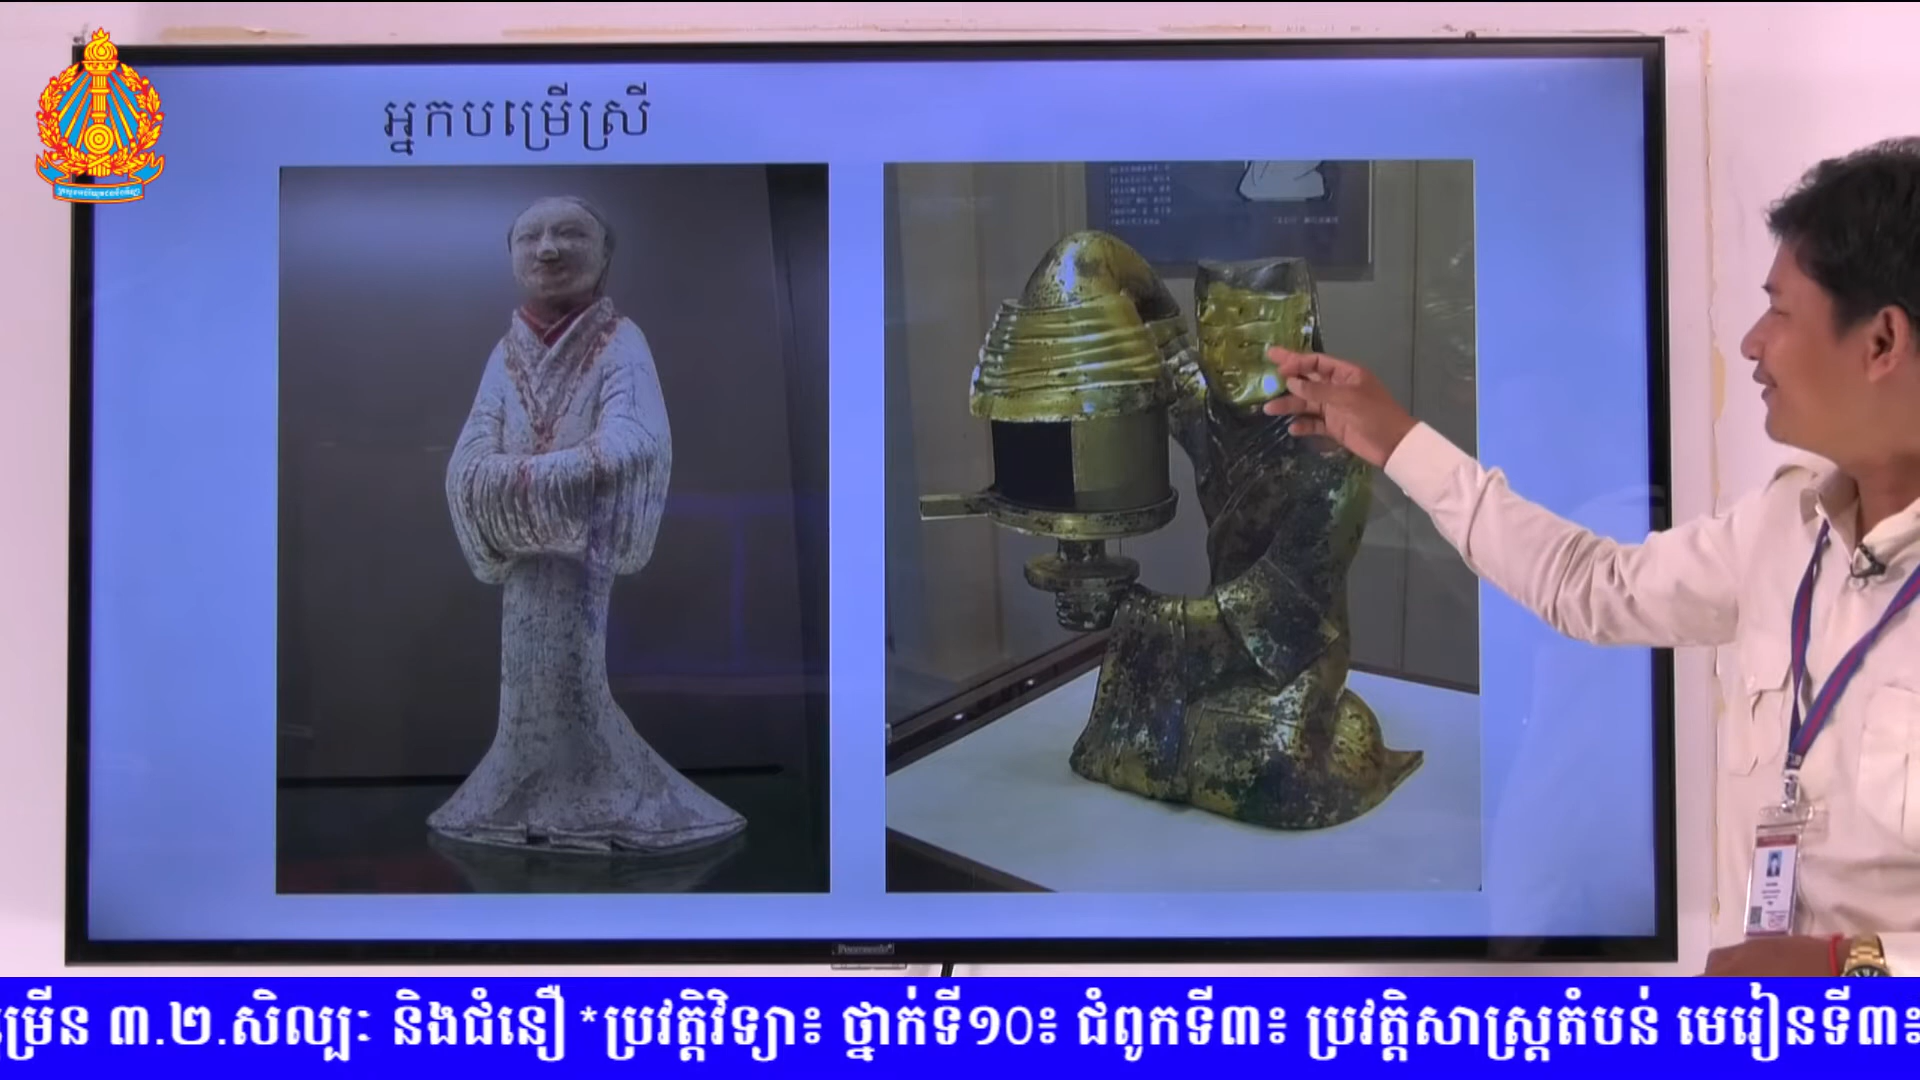 អ្នកបម្រើស្រី
ម្រើន ៣.២.សិល្បៈ និងជំនឿ *ប្រវត្តិវិទ្យា៖ ថ្នាក់ទី១០៖ ជំពូកទី៣៖ ប្រវត្តិសាស្ត្រតំបន់ មេរៀនទី៣៖